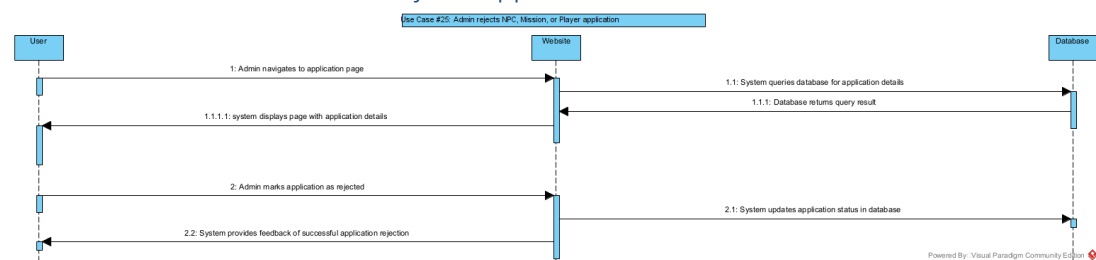 Use Case #25: Admin rejects NPC, Mission, or Player application
User
Website
Database
1: Admin navigates to application page
1.1: System queries database for application details
1.1.1: Database returns query result
1.1.1.1: system displays page with application details
2: Admin marks application as rejected
2.1: System updates application status in database
2.2: System provides feedback of successful application rejection
Powered By: Visual Paradigm Community Edition